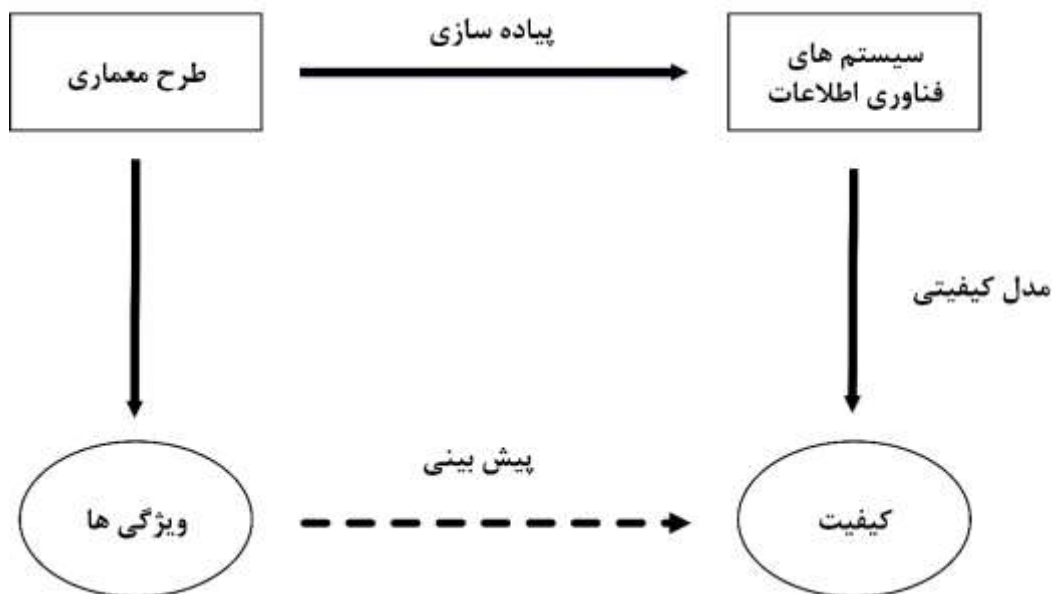 پیاده سازی
سیستم های
فناوری اطلاعات
طرح معماری
مدل کیفیتی
پیش بینی
کیفیت
ویژگی ها